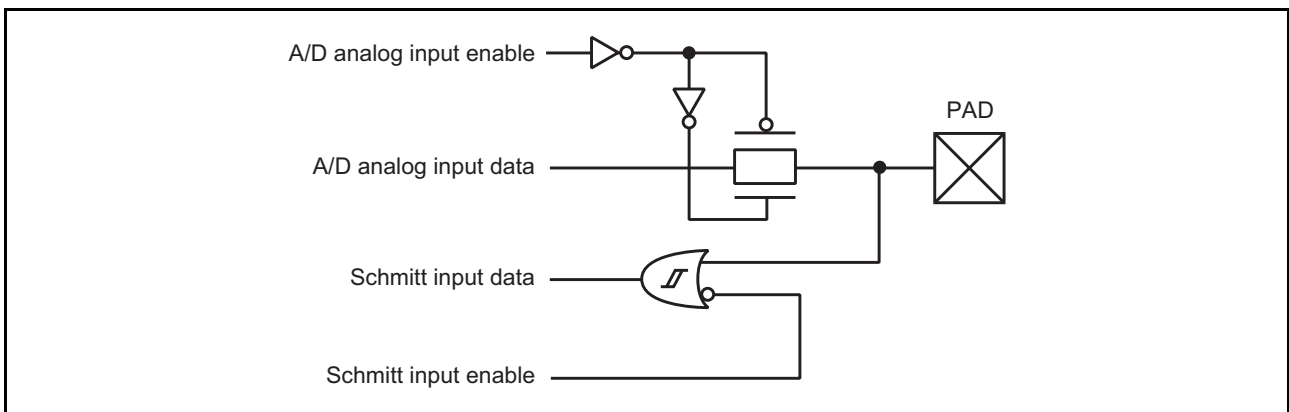 A/D analog input enable
PAD
A/D analog input data
Schmitt input data
Schmitt input enable